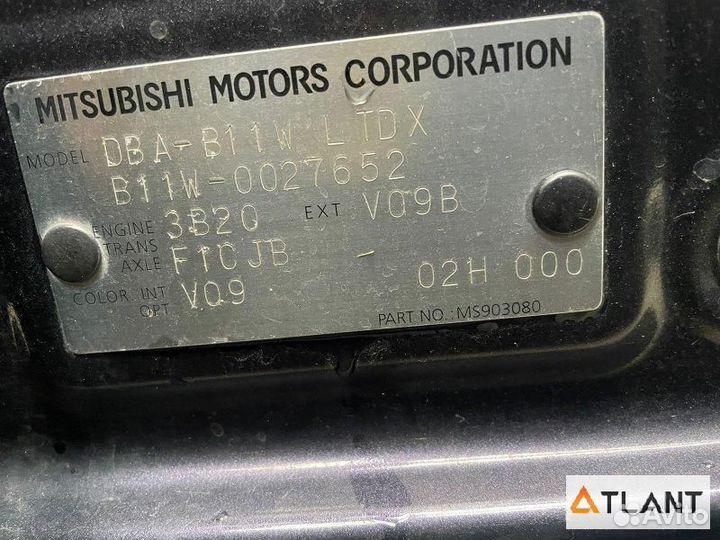 MITSUBISHI MOTORS CORPORATION
MODEL DBA-B11W LTDX
B11W-0027652
ENGINE 3B20 EXT V09B
TRANS AXLE F1CJB -
COLOR, INT OPT V09 02H 000
PART NO.:MS903080
ATLANT
Avito